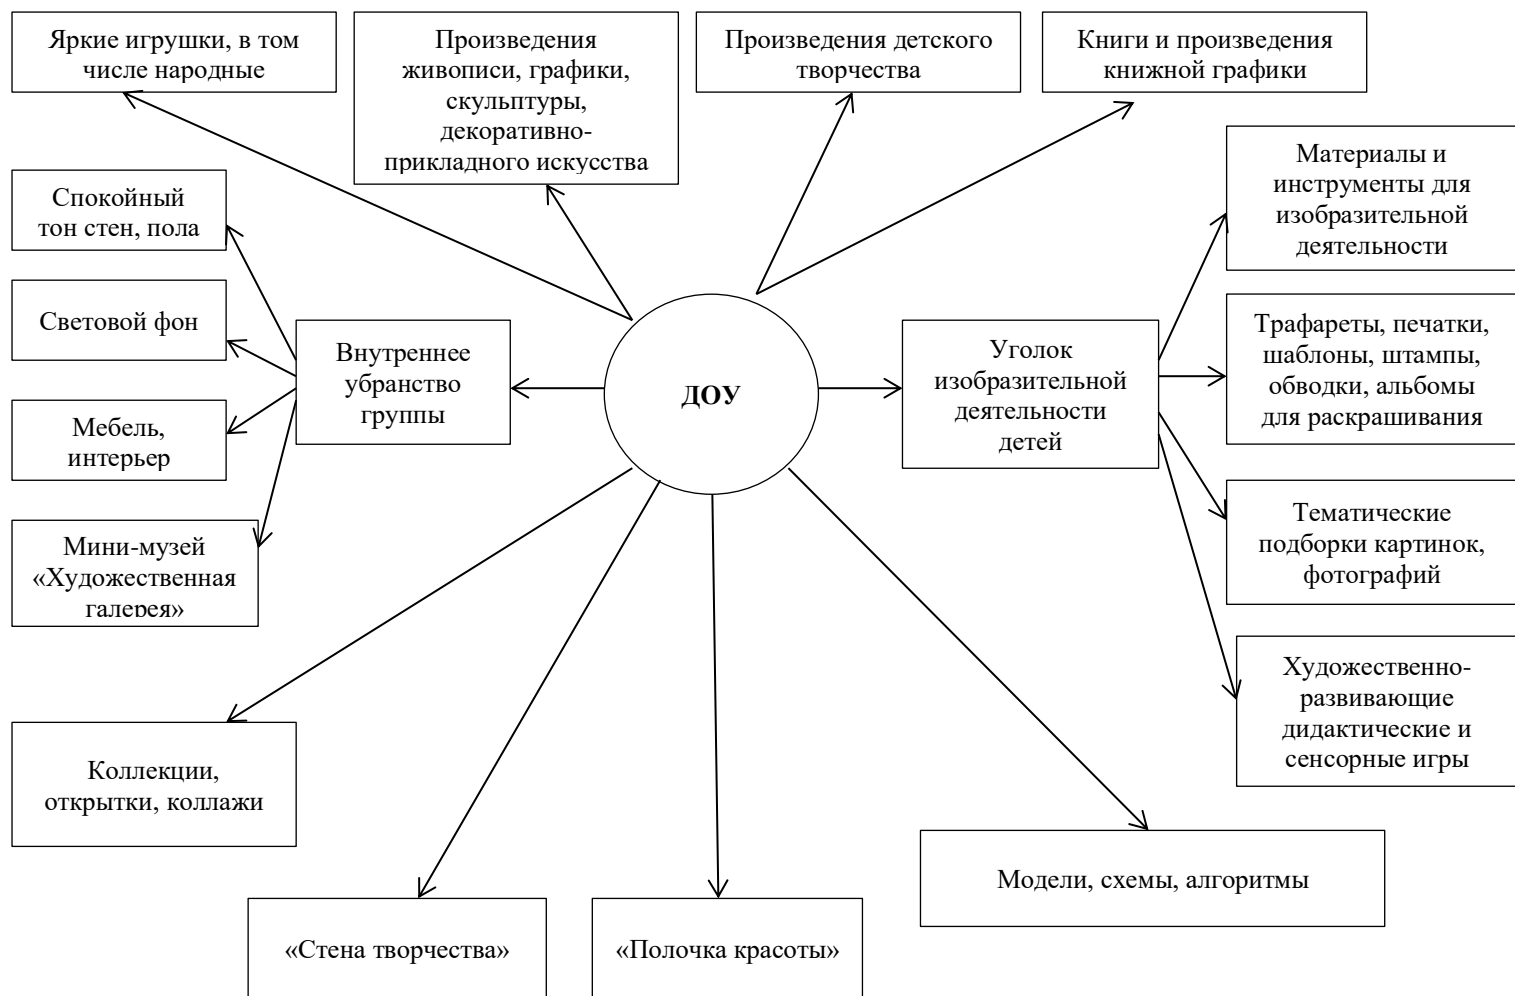 Яркие игрушки, в том
числе народные
Произведения
живописи, графики,
скульптуры,
декоративно-
прикладного искусства
Произведения детского
творчества
Книги и произведения
книжной графики
Материалы и
инструменты для
изобразительной
деятельности
Спокойный
тон стен, пола
Световой фон
Мебель,
интерьер
Мини-музей
«Художественная
галерея»
Внутреннее
убранство
группы
ДОУ
Уголок
изобразительной
деятельности
детей
Трафареты, печатки,
шаблоны, штампы,
обводки, альбомы
для раскрашивания
Тематические
подборки картинок,
фотографий
Художественно-
развивающие
дидактические и
сенсорные игры
Коллекции,
открытки, коллажи
«Стена творчества»
«Полочка красоты»
Модели, схемы, алгоритмы